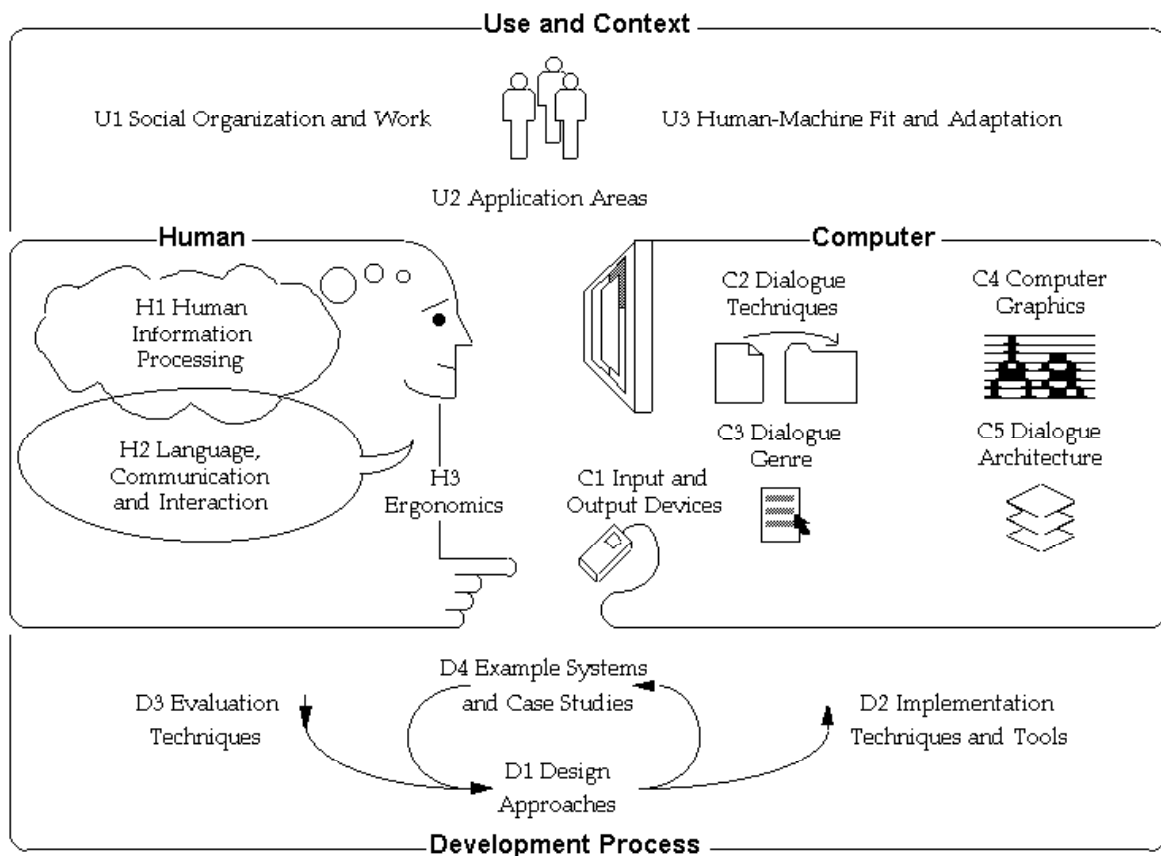 Use and Context
U1 Social Organization and Work
U3 Human-Machine Fit and Adaptation
U2 Application Areas
Human
H1 Human
Information
Processing
H2 Language,
Communication
and Interaction
H3
Ergonomics
Computer
C1 Input and
Output Devices
C2 Dialogue
Techniques
C4 Computer
Graphics
C3 Dialogue
Genre
C5 Dialogue
Architecture
D4 Example Systems
and Case Studies
D3 Evaluation
Techniques
D2 Implementation
Techniques and Tools
D1 Design
Approaches
Development Process